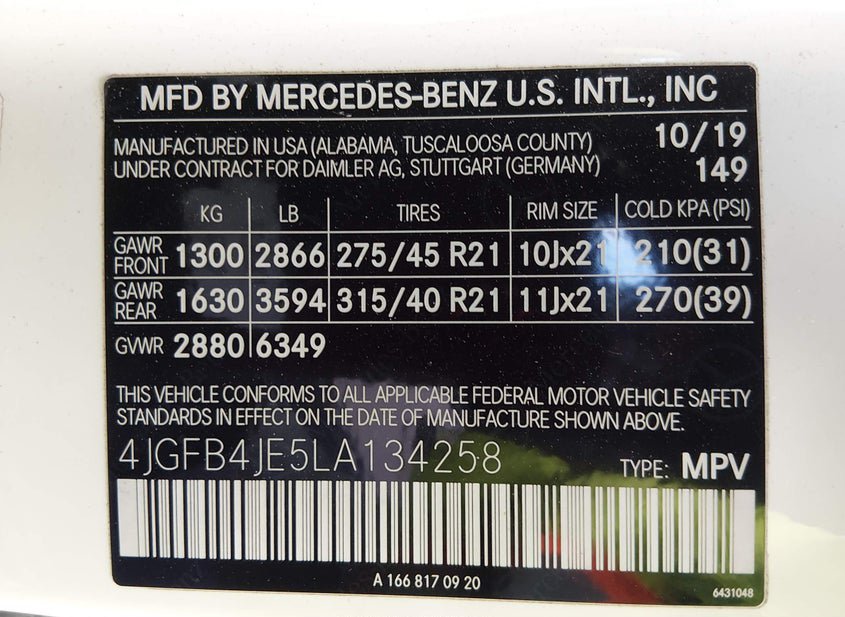 MFD BY MERCEDES-BENZ U.S. INTL., INC
MANUFACTURED IN USA (ALABAMA, TUSCALOOSA COUNTY) 10/19
UNDER CONTRACT FOR DAIMLER AG, STUTTGART (GERMANY) 149
KG LB TIRES RIM SIZE COLD KPA (PSI)
GAWR FRONT 1300 2866 275/45 R21 10Jx21 210(31)
GAWR REAR 1630 3594 315/40 R21 11Jx21 270(39)
GVWR 2880 6349
THIS VEHICLE CONFORMS TO ALL APPLICABLE FEDERAL MOTOR VEHICLE SAFETY
STANDARDS IN EFFECT ON THE DATE OF MANUFACTURE SHOWN ABOVE.
4JGFB4JE5LA134258 TYPE: MPV
A 166 817 09 20
6431048